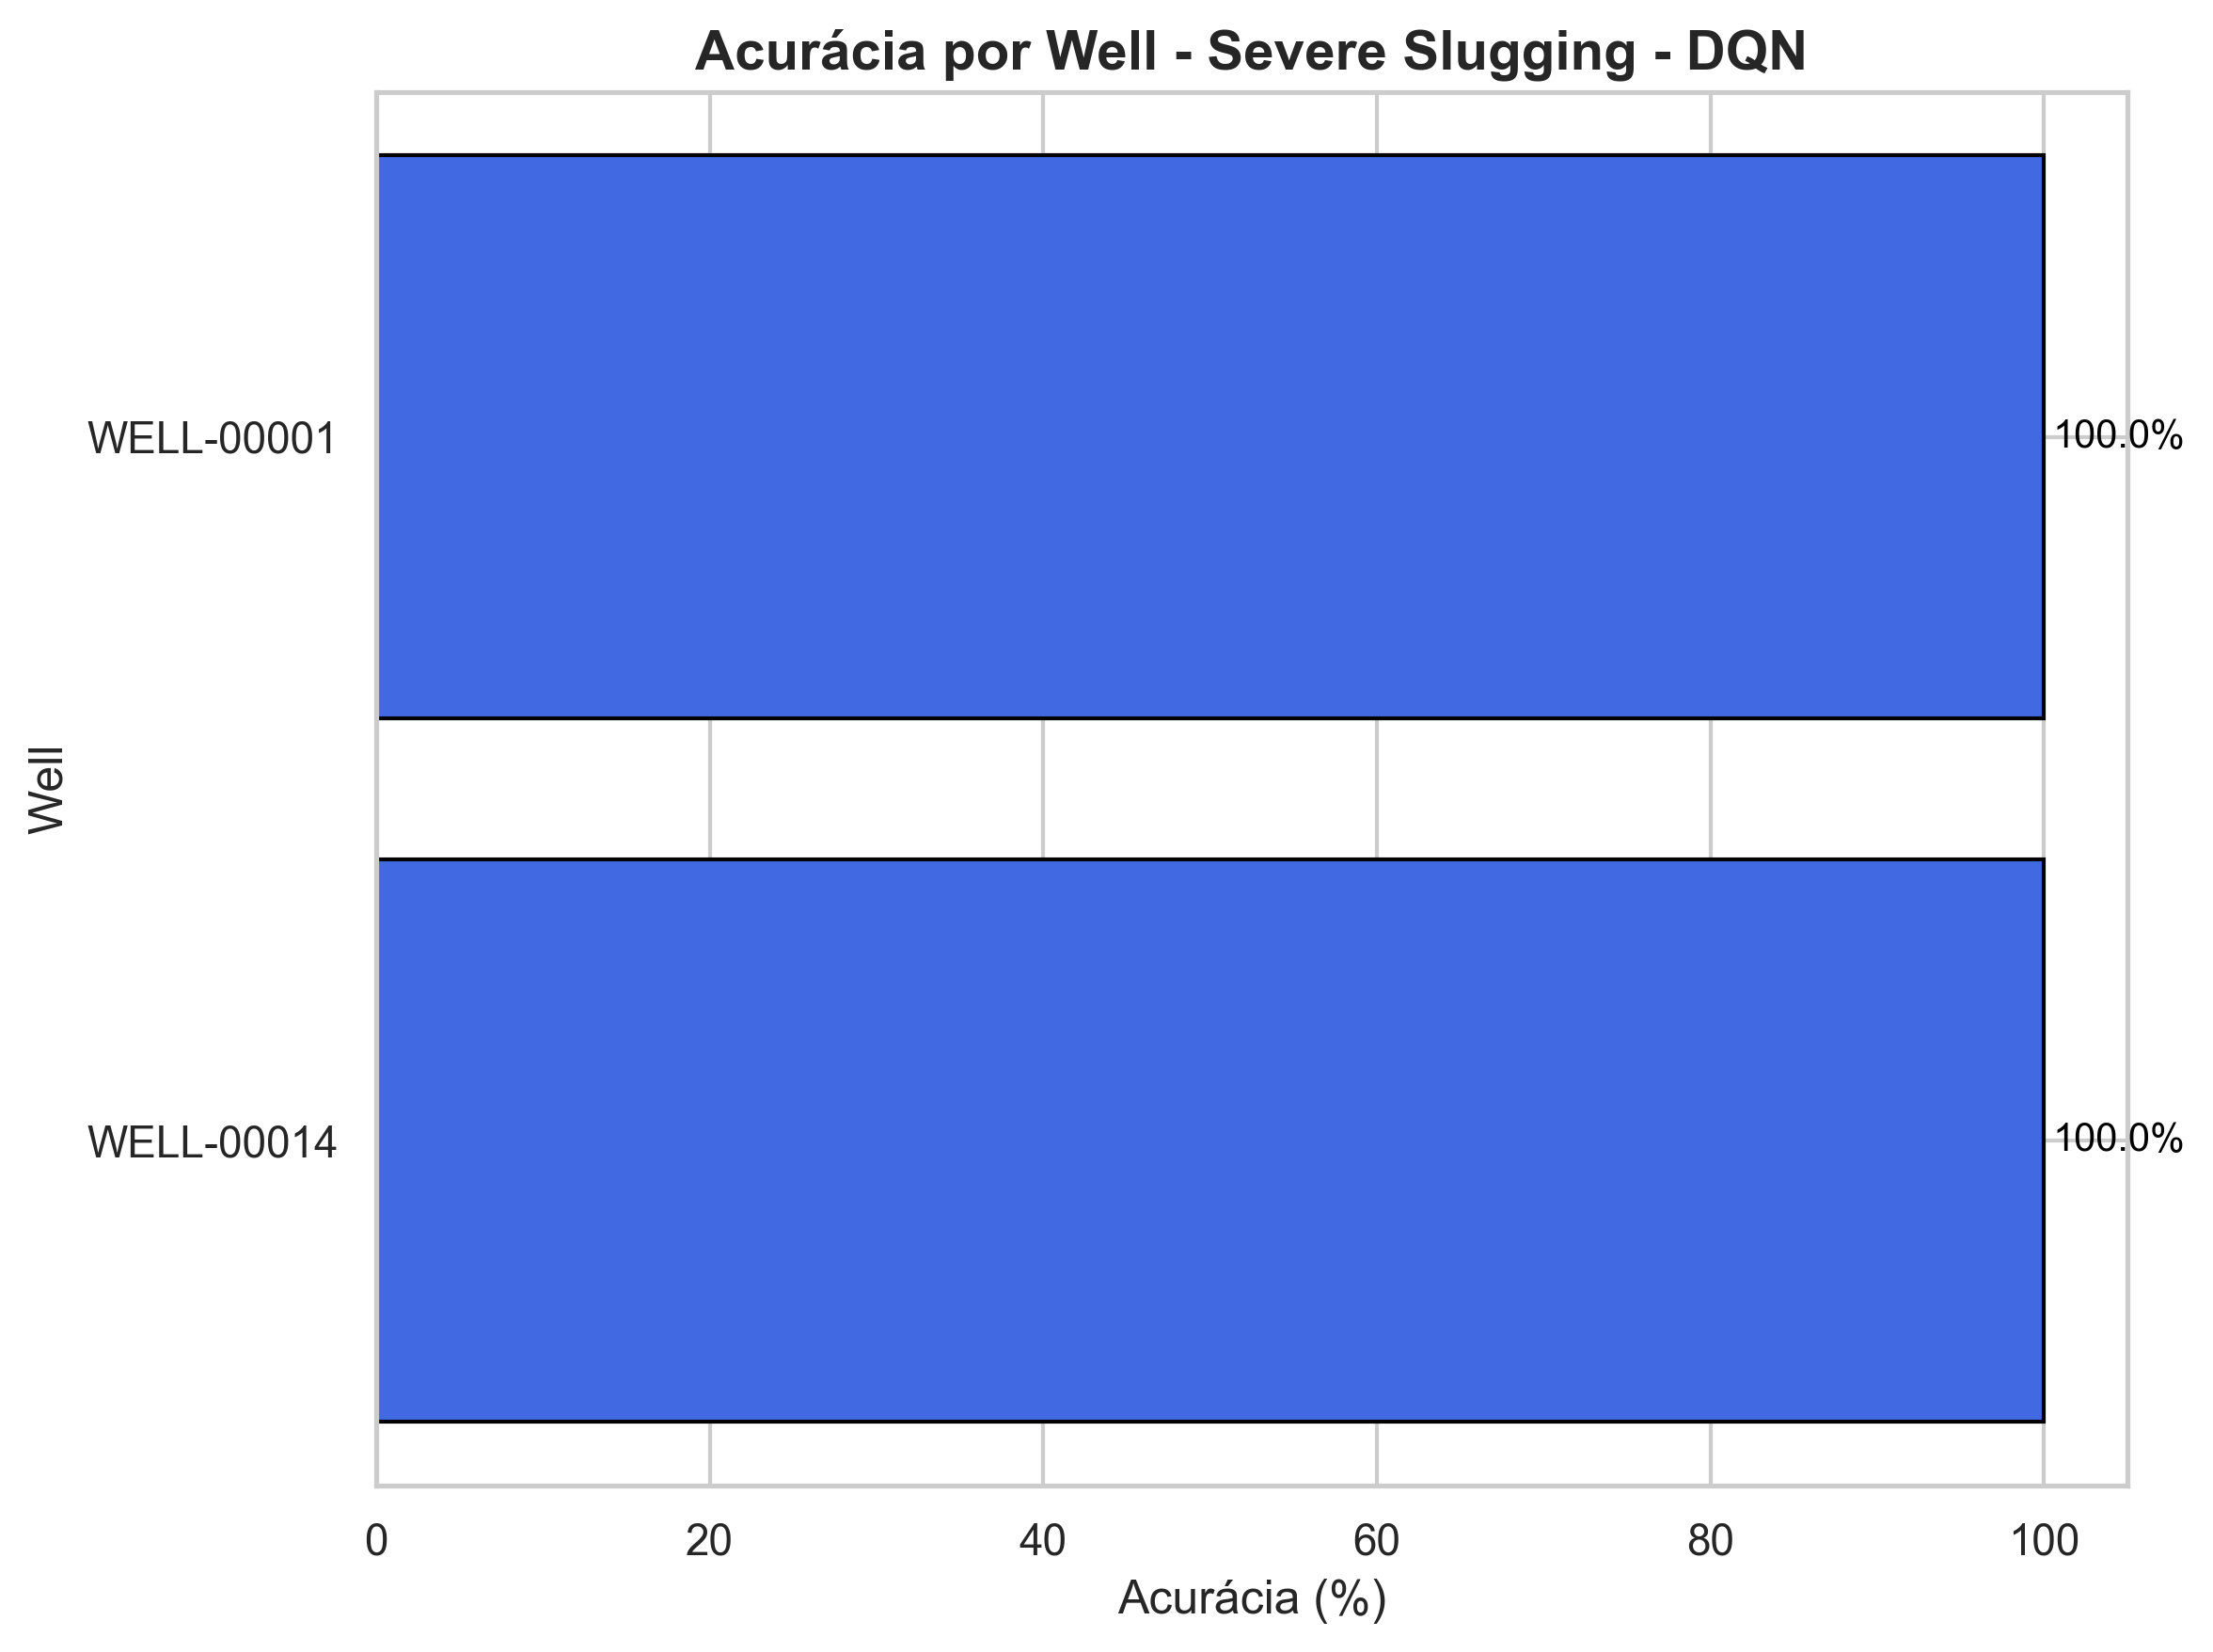 Acurácia por Well - Severe Slugging - DQN
WELL-00001
100.0%
Well
WELL-00014
100.0%
0 20 40 60 80 100
Acurácia (%)